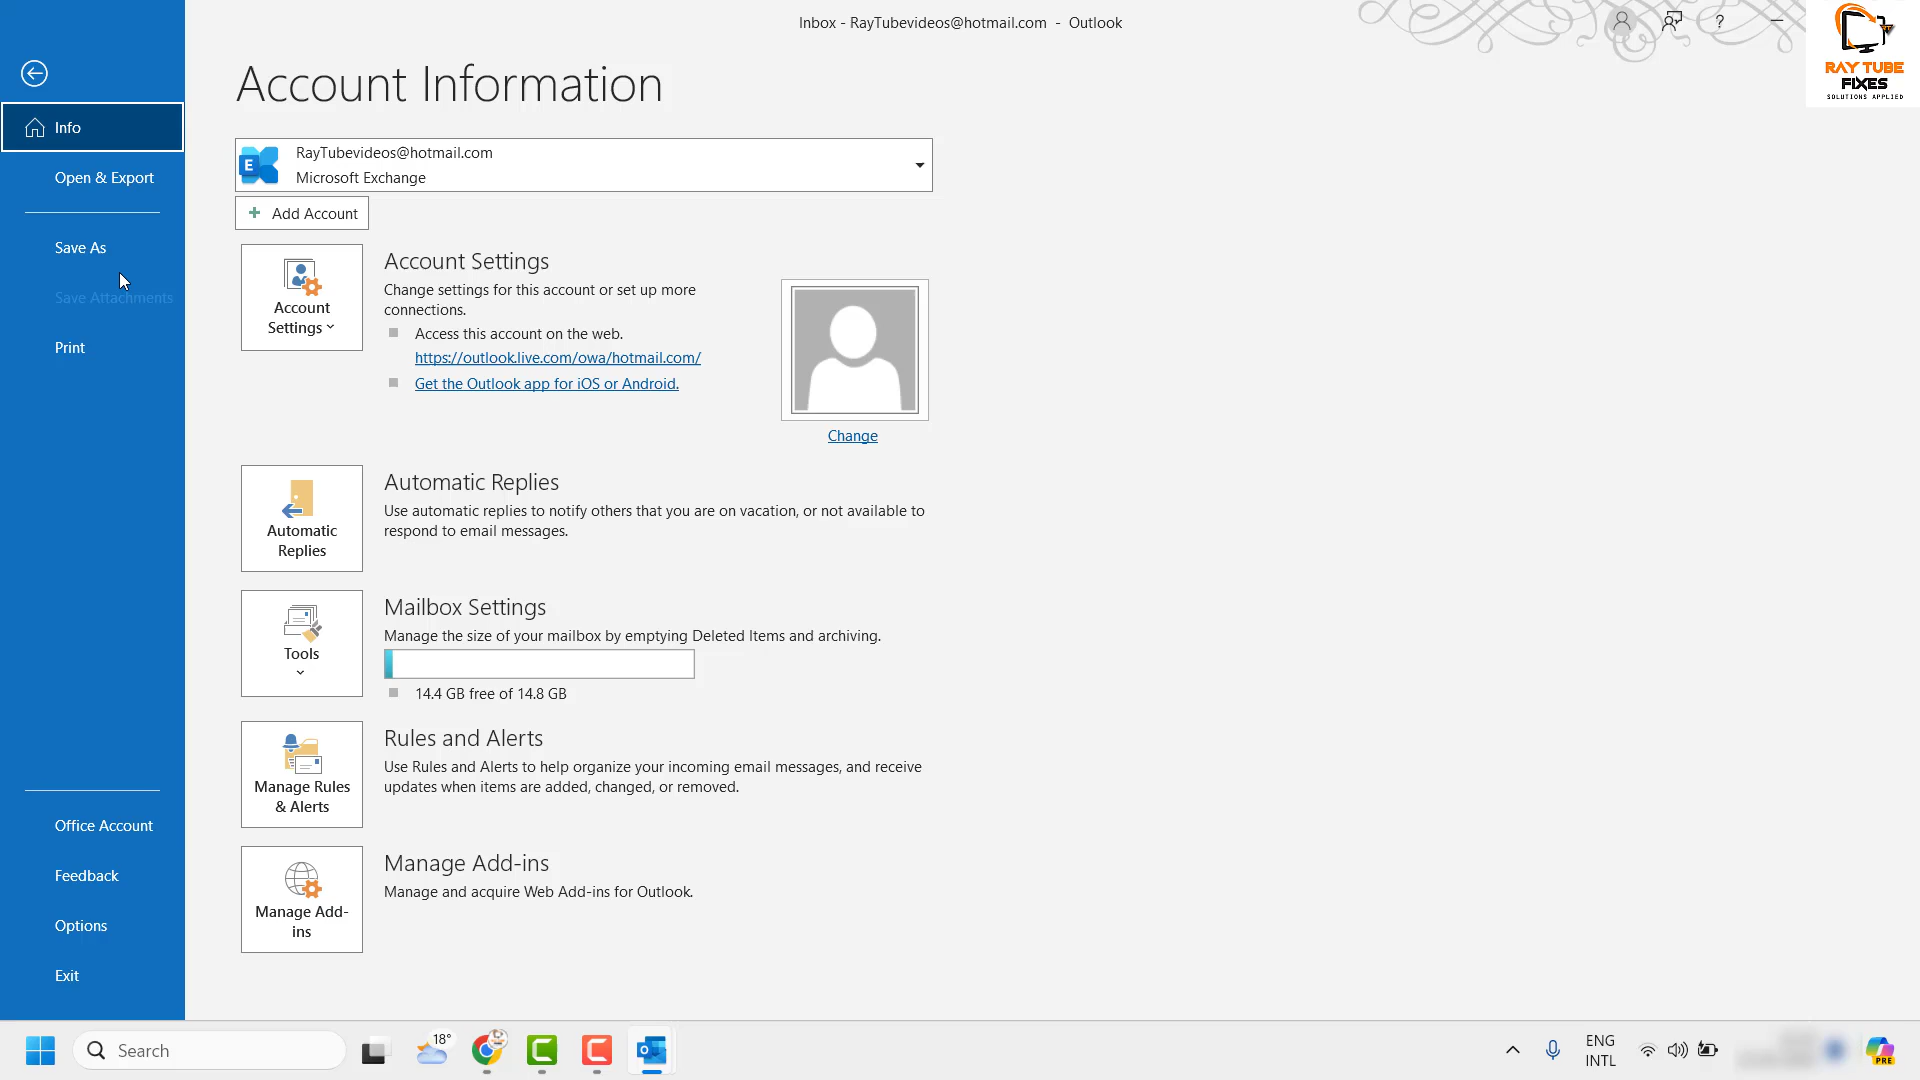 Inbox - RayTubevideos@hotmail.com - Outlook
?
RAY TUBE
FIXES
SOLUTIONS APPLIED
Info
Open & Export
Save As
Save Attachments
Print
Office Account
Feedback
Options
Exit
Account Information
E
RayTubevideos@hotmail.com
Microsoft Exchange
+ Add Account
Account
Settings
Account Settings
Change settings for this account or set up more
connections.
Access this account on the web.
https://outlook.live.com/owa/hotmail.com/
Get the Outlook app for iOS or Android.
Change
Automatic
Replies
Automatic Replies
Use automatic replies to notify others that you are on vacation, or not available to
respond to email messages.
Tools
Mailbox Settings
Manage the size of your mailbox by emptying Deleted Items and archiving.
14.4 GB free of 14.8 GB
Manage Rules
& Alerts
Rules and Alerts
Use Rules and Alerts to help organize your incoming email messages, and receive
updates when items are added, changed, or removed.
Manage Add-
ins
Manage Add-ins
Manage and acquire Web Add-ins for Outlook.
Search
18°
ENG
INTL
PRE